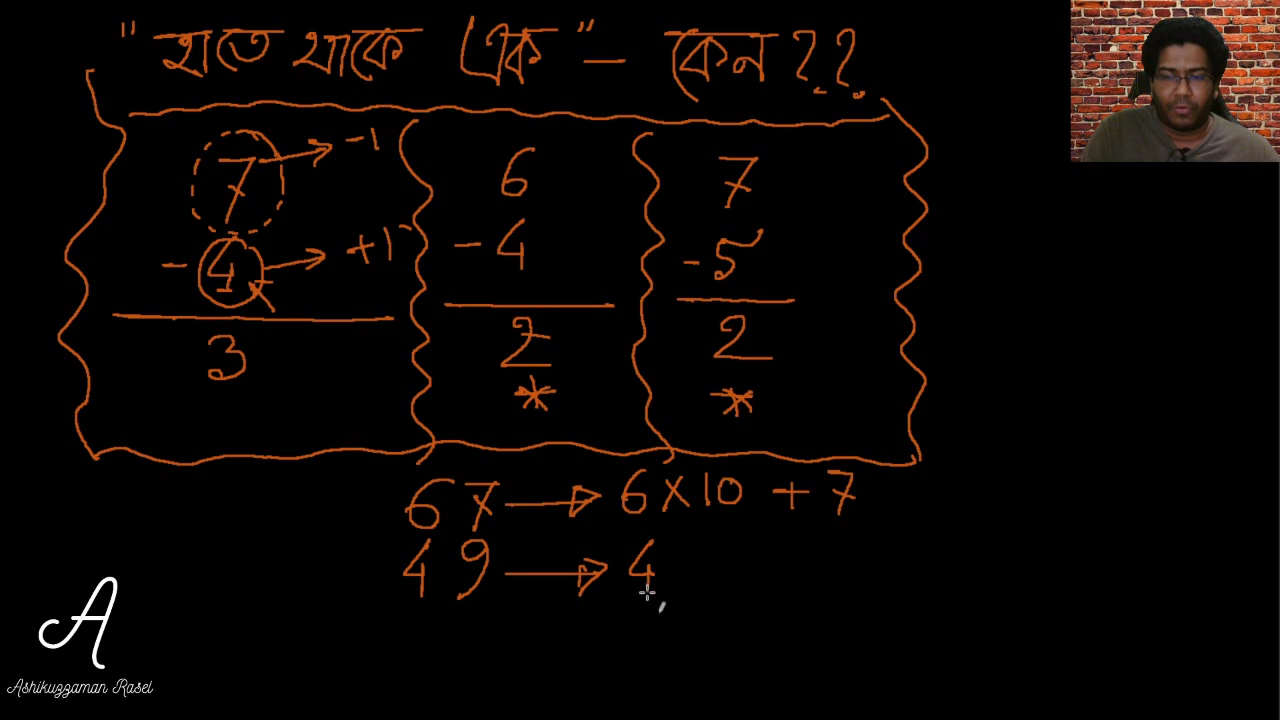 "হাতে থাকে এক" – কেন??
7 → -1
- 4 → +1
3
6
- 4
2
*
7
- 5
2
*
67 → 6 × 10 + 7
49 → 4
A
Ashikuzzaman Rasel